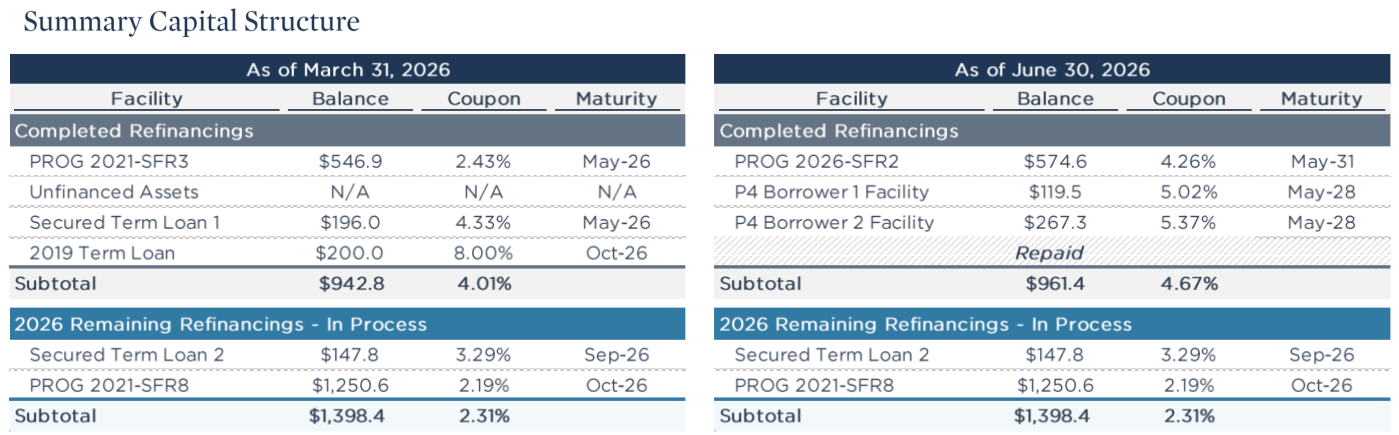 Summary Capital Structure
As of March 31, 2026
Facility Balance Coupon Maturity
Completed Refinancings
PROG 2021-SFR3 $546.9 2.43% May-26
Unfinanced Assets N/A N/A N/A
Secured Term Loan 1 $196.0 4.33% May-26
2019 Term Loan $200.0 8.00% Oct-26
Subtotal $942.8 4.01%
2026 Remaining Refinancings - In Process
Secured Term Loan 2 $147.8 3.29% Sep-26
PROG 2021-SFR8 $1,250.6 2.19% Oct-26
Subtotal $1,398.4 2.31%
As of June 30, 2026
Facility Balance Coupon Maturity
Completed Refinancings
PROG 2026-SFR2 $574.6 4.26% May-31
P4 Borrower 1 Facility $119.5 5.02% May-28
P4 Borrower 2 Facility $267.3 5.37% May-28
Repaid
Subtotal $961.4 4.67%
2026 Remaining Refinancings - In Process
Secured Term Loan 2 $147.8 3.29% Sep-26
PROG 2021-SFR8 $1,250.6 2.19% Oct-26
Subtotal $1,398.4 2.31%